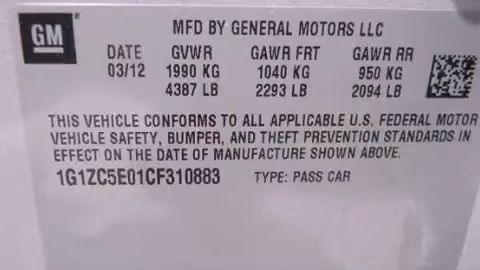 GM
MFD BY GENERAL MOTORS LLC
DATE GVWR GAWR FRT GAWR RR
03/12 1990 KG 1040 KG 950 KG
4387 LB 2293 LB 2094 LB
THIS VEHICLE CONFORMS TO ALL APPLICABLE U.S. FEDERAL MOTOR
VEHICLE SAFETY, BUMPER, AND THEFT PREVENTION STANDARDS IN
EFFECT ON THE DATE OF MANUFACTURE SHOWN ABOVE.
1G1ZC5E01CF310883 TYPE: PASS CAR